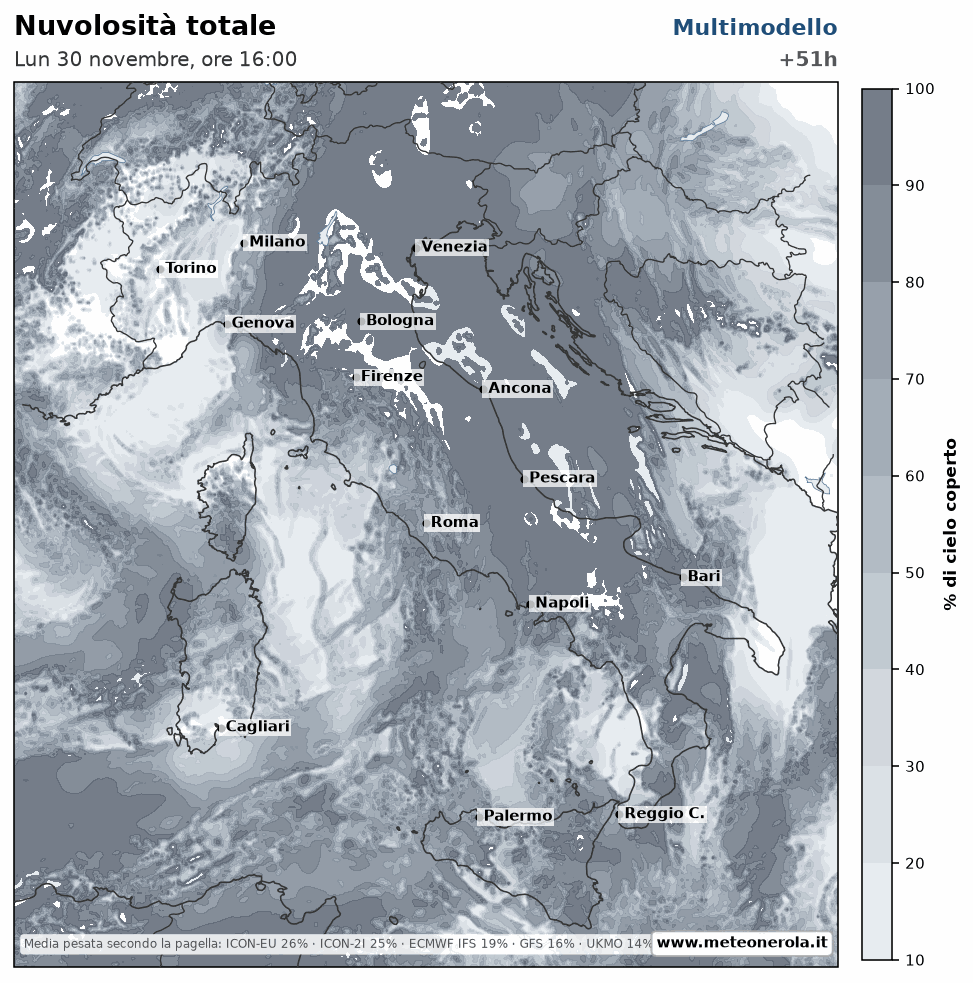 Nuvolosità totale
Multimodello
Lun 30 novembre, ore 16:00
+51h
100
90
80
70
60
50
40
30
20
10
% di cielo coperto
Milano
Venezia
Torino
Genova
Bologna
Firenze
Ancona
Pescara
Roma
Bari
Napoli
Cagliari
Palermo
Reggio C.
Media pesata secondo la pagella: ICON-EU 26% · ICON-2I 25% · ECMWF IFS 19% · GFS 16% · UKMO 14%
www.meteonerola.it